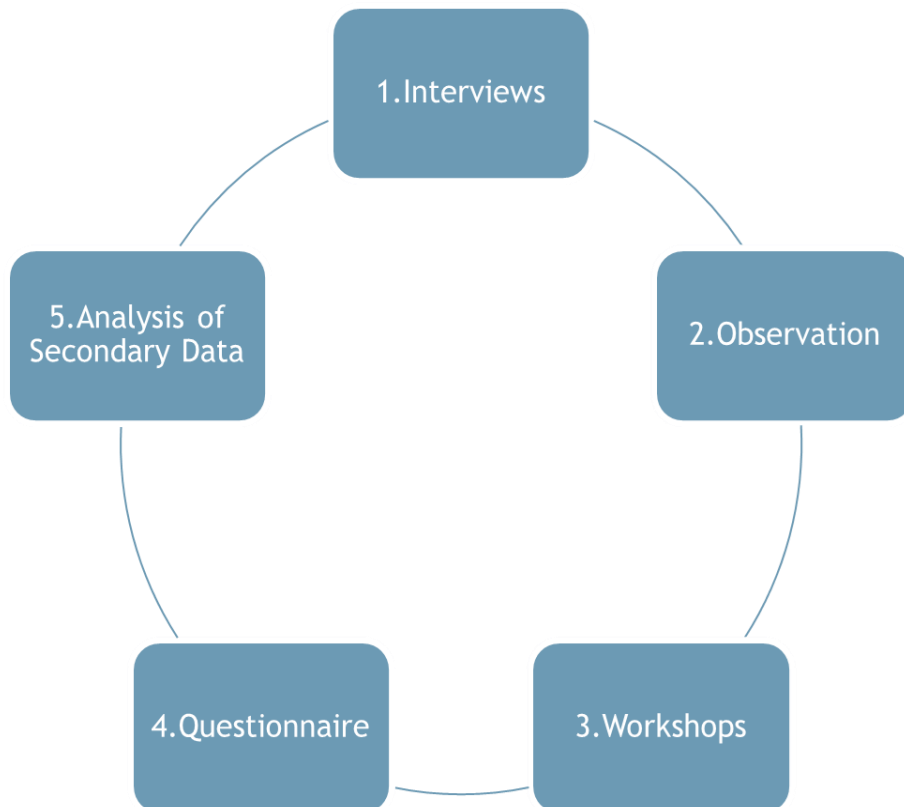 1.Interviews
2.Observation
3.Workshops
4.Questionnaire
5.Analysis of
Secondary Data